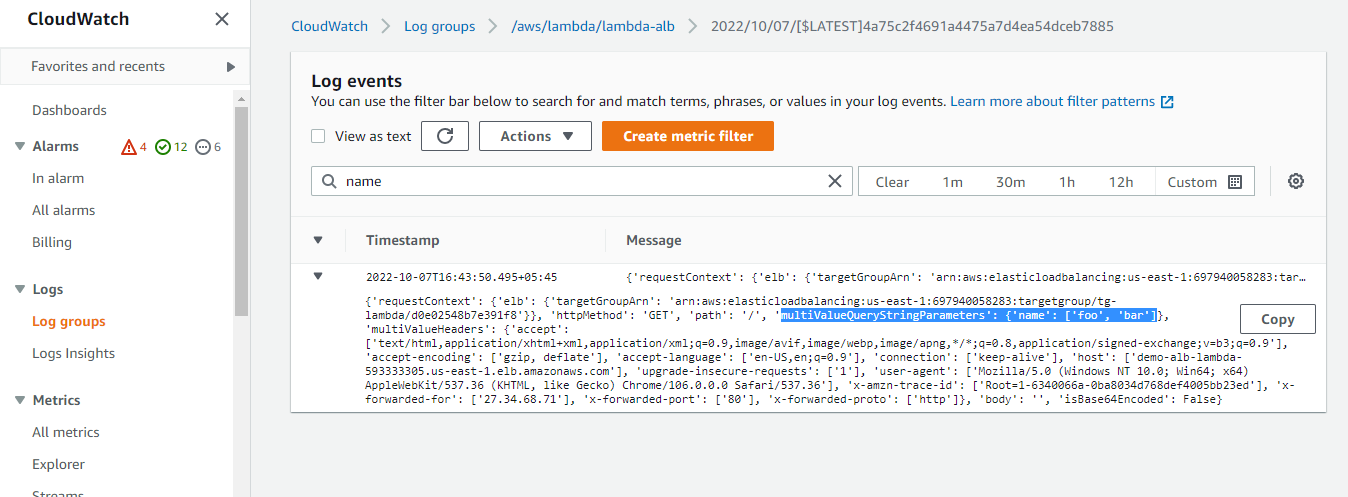 CloudWatch
Favorites and recents
Dashboards
Alarms 4 12 6
In alarm
All alarms
Billing
Logs
Log groups
Logs Insights
Metrics
All metrics
Explorer
Streams
CloudWatch Log groups /aws/lambda/lambda-alb 2022/10/07/[$LATEST]4a75c2f4691a4475a7d4ea54dceb7885
Log events
You can use the filter bar below to search for and match terms, phrases, or values in your log events. Learn more about filter patterns
View as text Actions Create metric filter
name Clear 1m 30m 1h 12h Custom
Timestamp Message
2022-10-07T16:43:50.495+05:45 {'requestContext': {'elb': {'targetGroupArn': 'arn:aws:elasticloadbalancing:us-east-1:697940058283:tar…
{'requestContext': {'elb': {'targetGroupArn': 'arn:aws:elasticloadbalancing:us-east-1:697940058283:targetgroup/tg-
lambda/d0e02548b7e391f8'}}, 'httpMethod': 'GET', 'path': '/', 'multiValueQueryStringParameters': {'name': ['foo', 'bar']},
'multiValueHeaders': {'accept':
['text/html,application/xhtml+xml,application/xml;q=0.9,image/avif,image/webp,image/apng,*/*;q=0.8,application/signed-exchange;v=b3;q=0.9'],
'accept-encoding': ['gzip, deflate'], 'accept-language': ['en-US,en;q=0.9'], 'connection': ['keep-alive'], 'host': ['demo-alb-lambda-
593333305.us-east-1.elb.amazonaws.com'], 'upgrade-insecure-requests': ['1'], 'user-agent': ['Mozilla/5.0 (Windows NT 10.0; Win64; x64)
AppleWebKit/537.36 (KHTML, like Gecko) Chrome/106.0.0.0 Safari/537.36'], 'x-amzn-trace-id': ['Root=1-6340066a-0ba8034d768def4005bb23ed'], 'x-
forwarded-for': ['27.34.68.71'], 'x-forwarded-port': ['80'], 'x-forwarded-proto': ['http']}, 'body': '', 'isBase64Encoded': False}
Copy